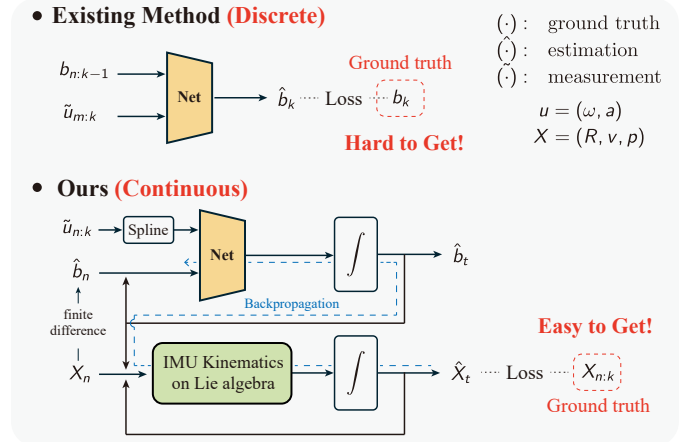 • Existing Method (Discrete)
(·) : ground truth
(·̂) : estimation
(·̃) : measurement
u = (ω, a)
X = (R, v, p)
b_{n:k−1}
ũ_{m:k}
Net
b̂_k
Loss
Ground truth
b_k
Hard to Get!
• Ours (Continuous)
ũ_{n:k}
Spline
Net
∫
b̂_t
b̂_n
Backpropagation
finite
difference
X_n
IMU Kinematics
on Lie algebra
∫
X̂_t
Loss
Easy to Get!
X_{n:k}
Ground truth